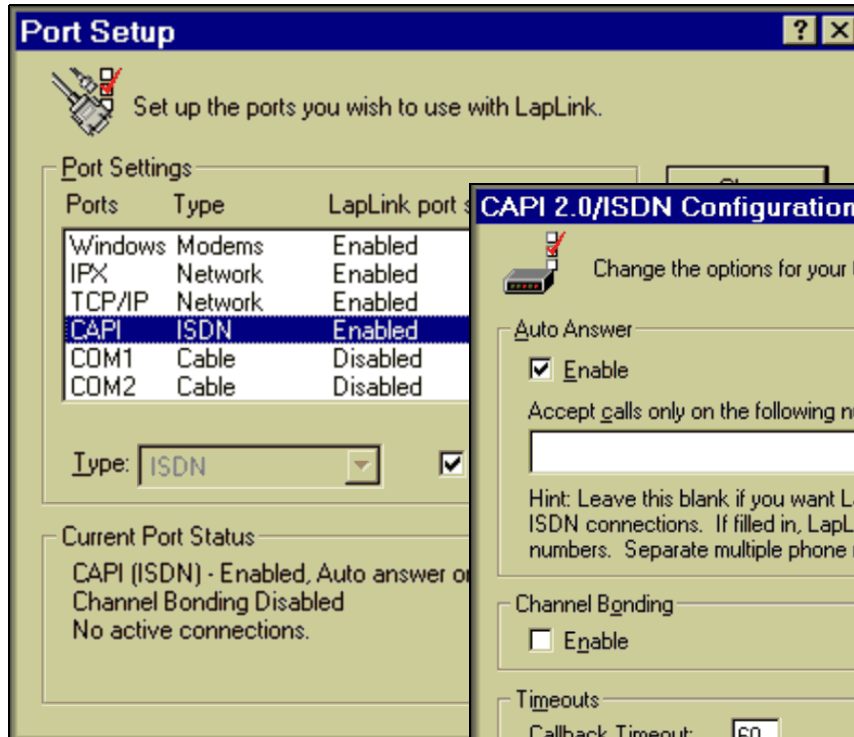 Port Setup
Set up the ports you wish to use with LapLink.
Port Settings
Ports Type LapLink port
Windows Modems Enabled
IPX Network Enabled
TCP/IP Network Enabled
CAPI ISDN Enabled
COM1 Cable Disabled
COM2 Cable Disabled
Type: ISDN
Current Port Status
CAPI (ISDN) - Enabled, Auto answer
Channel Bonding Disabled
No active connections.
CAPI 2.0/ISDN Configuration
Change the options for your
Auto Answer
Enable
Accept calls only on the following
Hint: Leave this blank if you want
ISDN connections. If filled in,
numbers. Separate multiple phone
Channel Bonding
Enable
Timeouts
Callback Timeout: 60